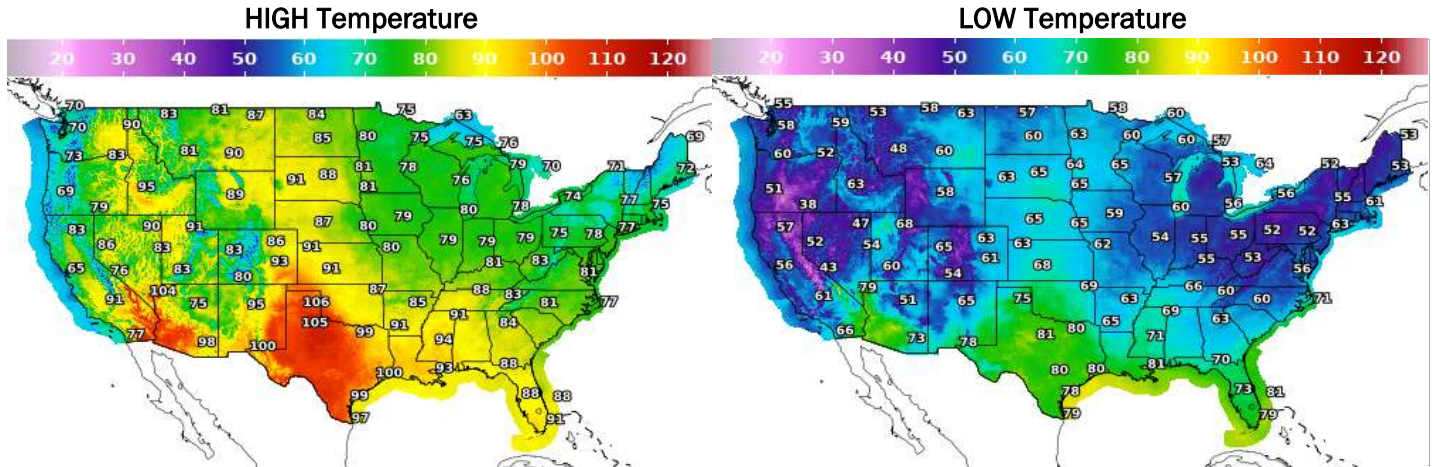 HIGH Temperature
LOW Temperature
20 30 40 50 60 70 80 90 100 110 120
20 30 40 50 60 70 80 90 100 110 120
70 83 81 87 84 75 63 69
70 90 85 80 75 75 76
73 83 81 90 81 78 79 70 71 72
69 95 89 91 88 81 76 78 74 77 75
79 87 79 80
83 90 91 86 80 79 79 79 75 78 77
86 83 83 91 80
65 76 83 93 91 81 83 81
104 80 87 88 83
91 75 95 106 85 81 77
77 98 105 99 91 91 84
100 94
100 93 88
99 88 88
97 91
55 53 58 63 57 58 60
58 59 60 63 60 60 57 53
60 52 48 60 64 65 53 64 52 53
51 63 58 63 65 65 57 56 56 55 61
38 65 59 60
57 47 68 65 63
52 54 65 63 63 62 54 55 55 52 52
56 43 60 61 68 55 53 56
54 69 66 60
61 79 51 65 75 63 60 71
66 73 81 80 65 63
78 71
80 80 81 70
78 73 81
79 79